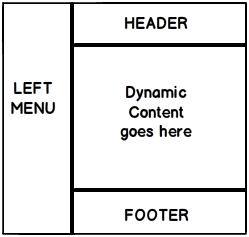 HEADER
LEFT
MENU
Dynamic
Content
goes here
FOOTER